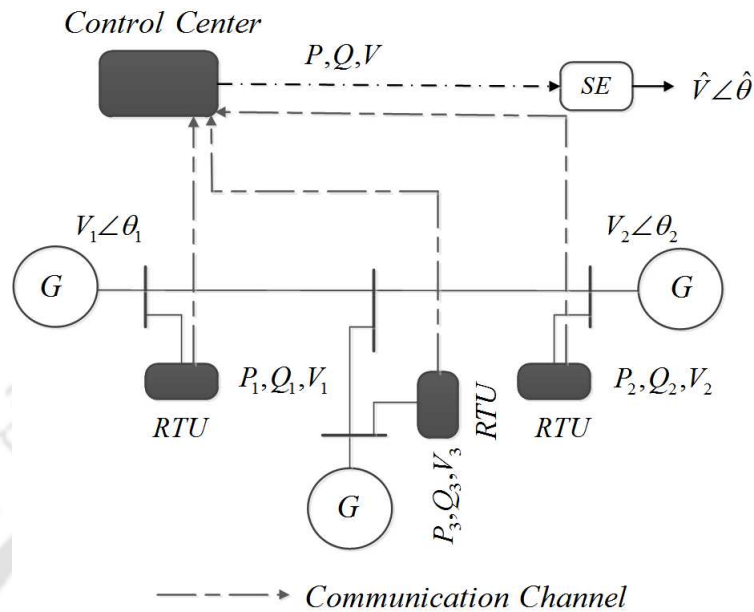 Control Center
P,Q,V
SE
V̂∠θ̂
V₁∠θ₁
V₂∠θ₂
G
G
P₁,Q₁,V₁
RTU
P₃,Q₃,V₃
RTU
P₂,Q₂,V₂
RTU
G
Communication Channel